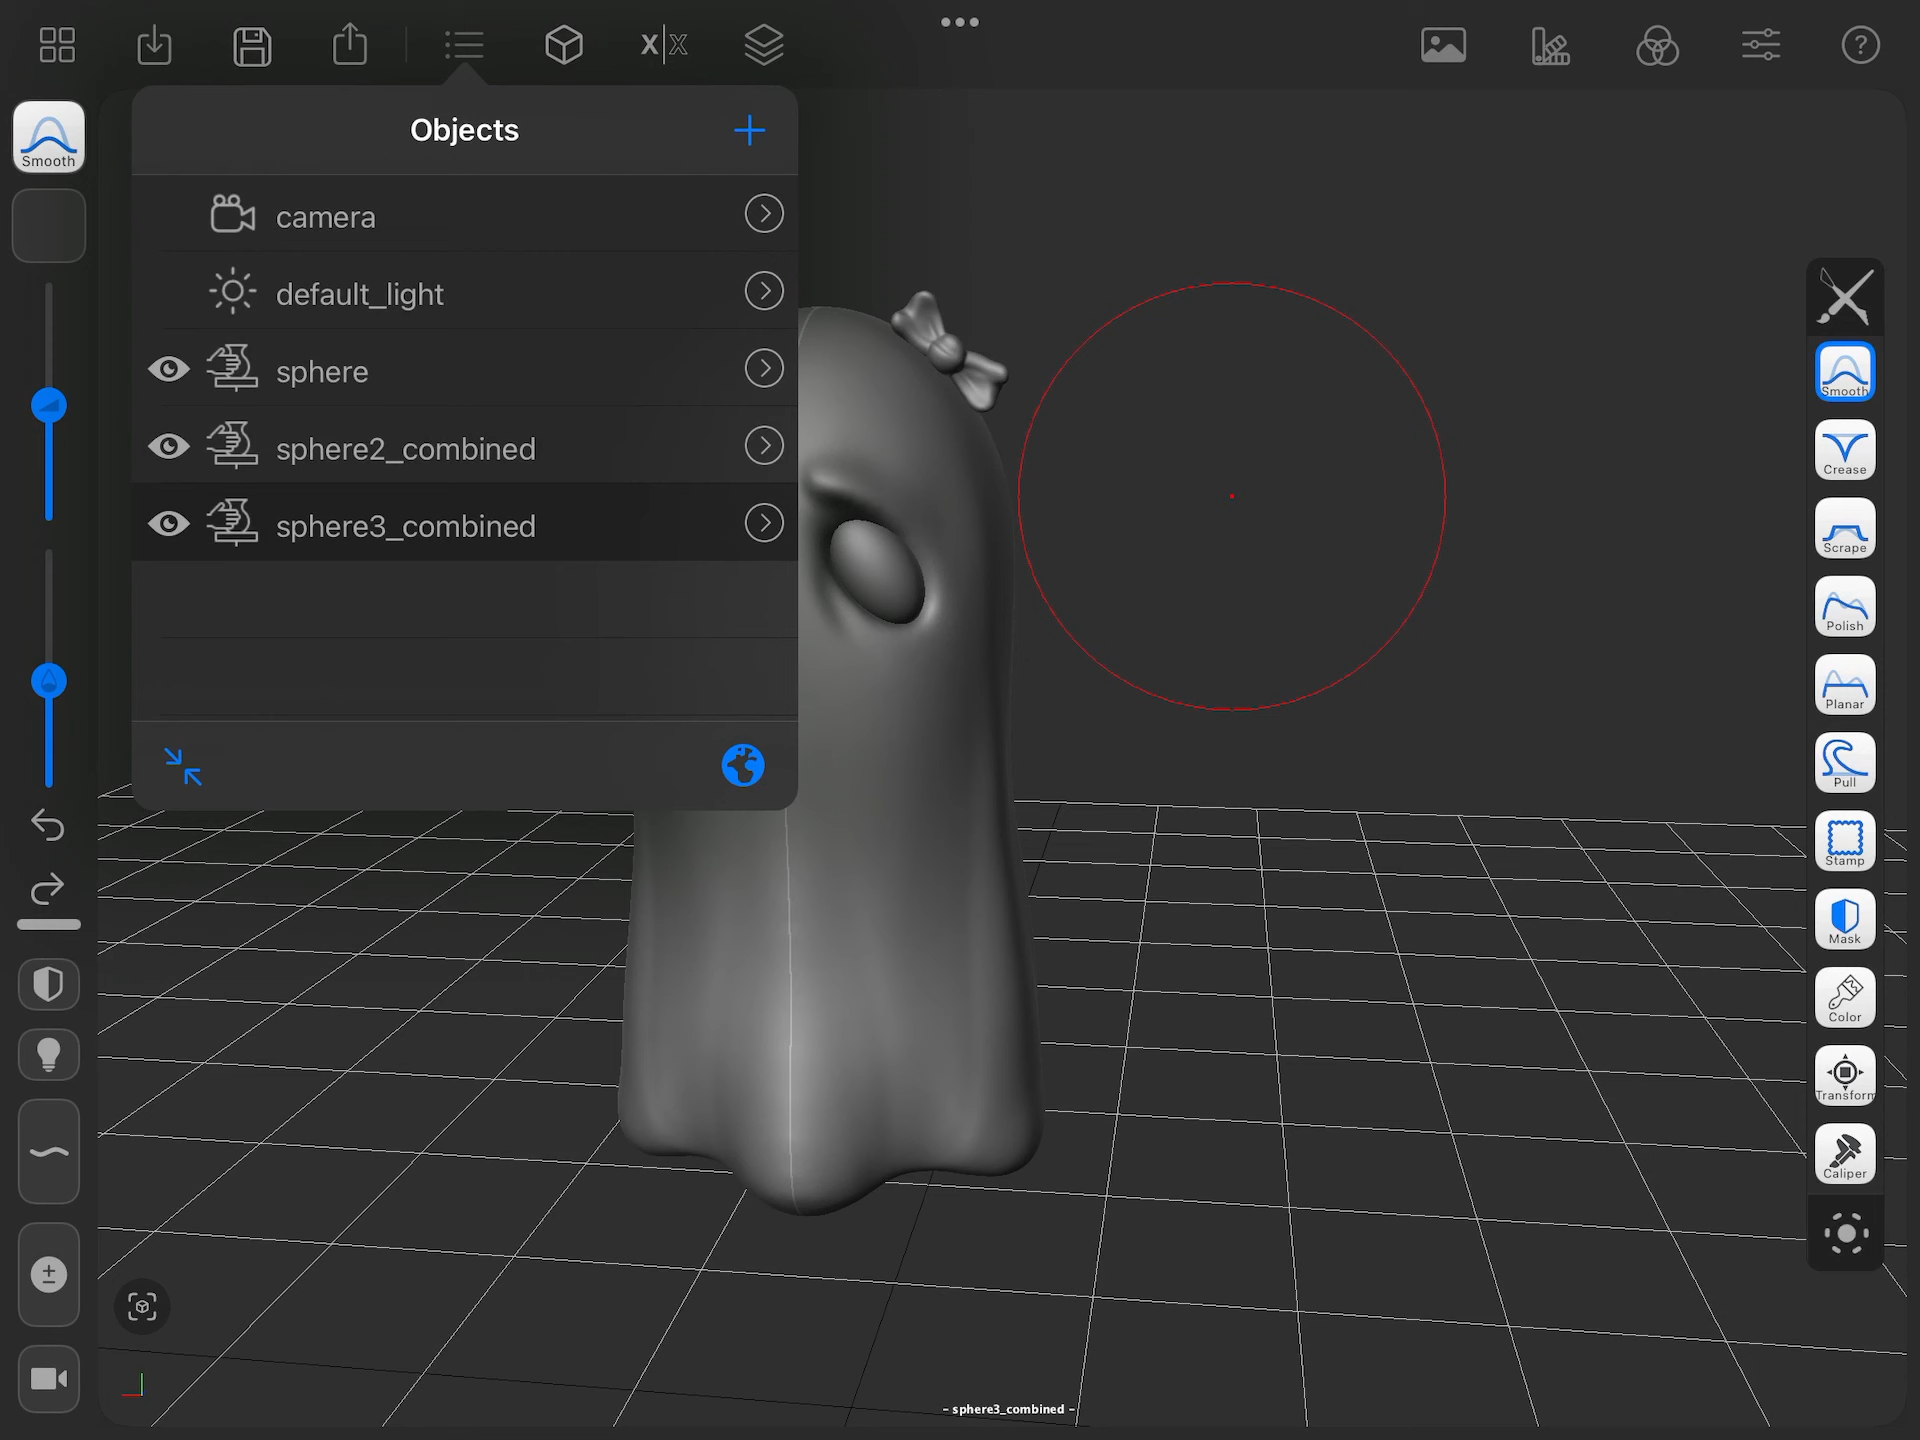 X|X
Smooth
Objects
camera
default_light
sphere
sphere2_combined
sphere3_combined
Smooth
Crease
Scrape
Polish
Planar
Pull
Stamp
Mask
Color
Transform
Caliper
- sphere3_combined -